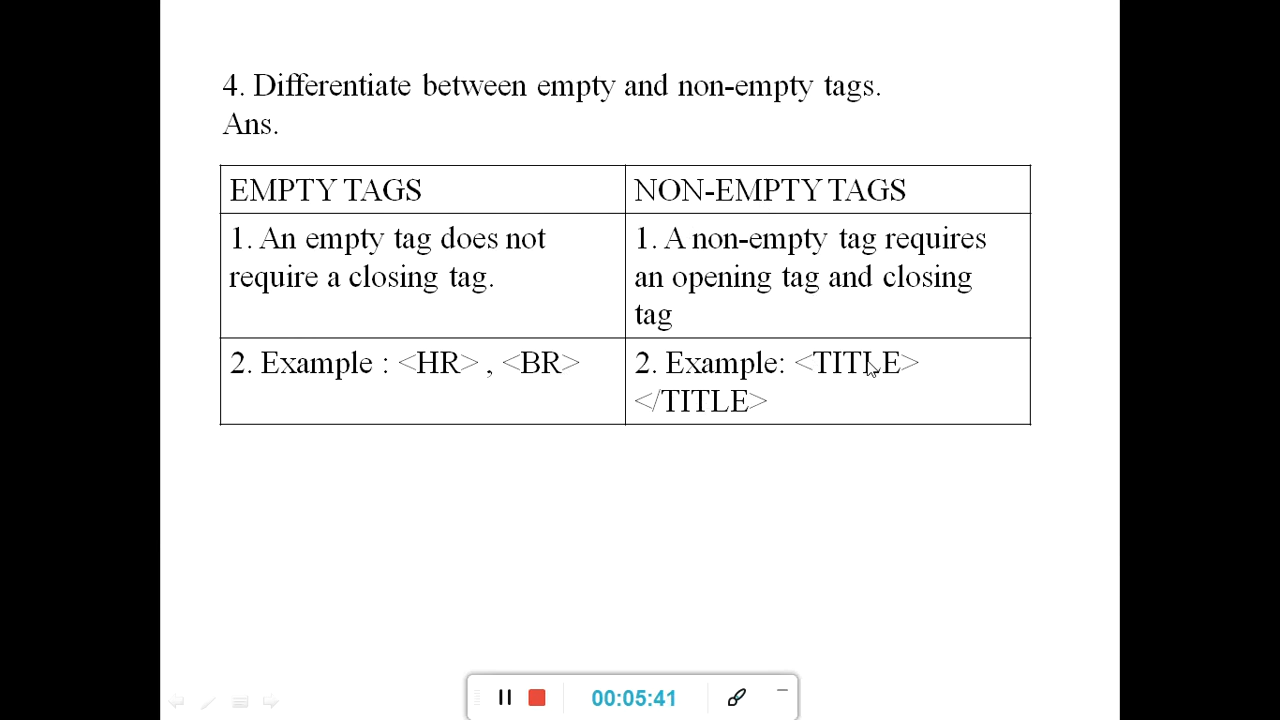 4. Differentiate between empty and non-empty tags.
Ans.
EMPTY TAGS
NON-EMPTY TAGS
1. An empty tag does not
require a closing tag.
1. A non-empty tag requires
an opening tag and closing
tag
2. Example : <HR> , <BR>
2. Example: <TITLE>
</TITLE>
00:05:41